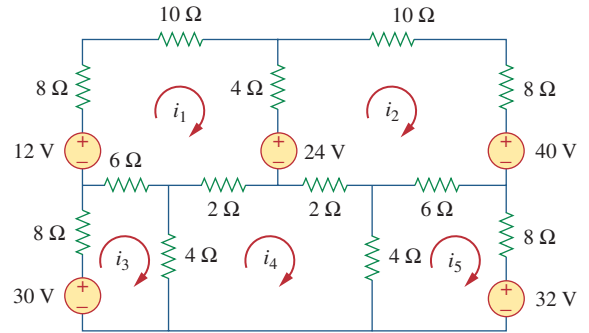 10 Ω 10 Ω
8 Ω 4 Ω 8 Ω
i1 i2
12 V + − + − 24 V + − 40 V
6 Ω
2 Ω 2 Ω 6 Ω
8 Ω 8 Ω
i3 4 Ω i4 4 Ω i5
30 V + − + − 32 V